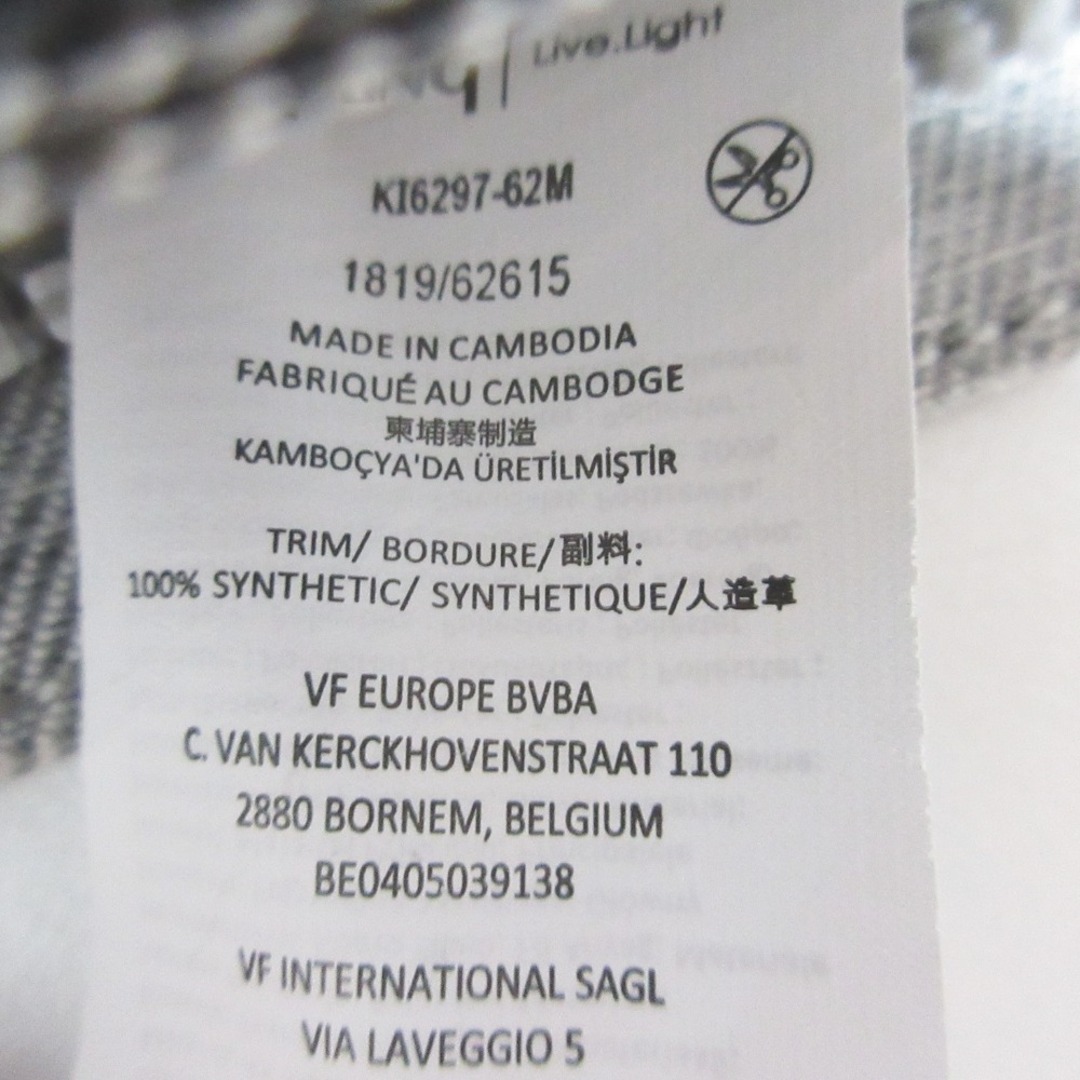 Live.Light
KI6297-62M
1819/62615
MADE IN CAMBODIA
FABRIQUÉ AU CAMBODGE
柬埔寨制造
KAMBOÇYA'DA ÜRETİLMİŞTİR
TRIM/ BORDURE/副料:
100% SYNTHETIC/ SYNTHETIQUE/人造革
VF EUROPE BVBA
C. VAN KERCKHOVENSTRAAT 110
2880 BORNEM, BELGIUM
BE0405039138
VF INTERNATIONAL SAGL
VIA LAVEGGIO 5